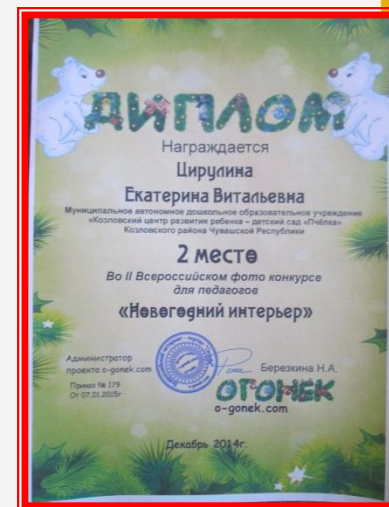 ДИПЛОМ
Награждается
Цирулина
Екатерина Витальевна
Муниципальное автономное дошкольное образовательное учреждение
«Козловский центр развития ребенка – детский сад «Пчёлка»
Козловского района Чувашской Республики
2 место
Во II Всероссийском фото конкурсе
для педагогов
«Новогодний интерьер»
Администратор
проекта o-gonek.com
Березкина Н.А.
Приказ № 179
От 07.01.2015г
ОГОНЕК
o-gonek.com
Декабрь 2014г.